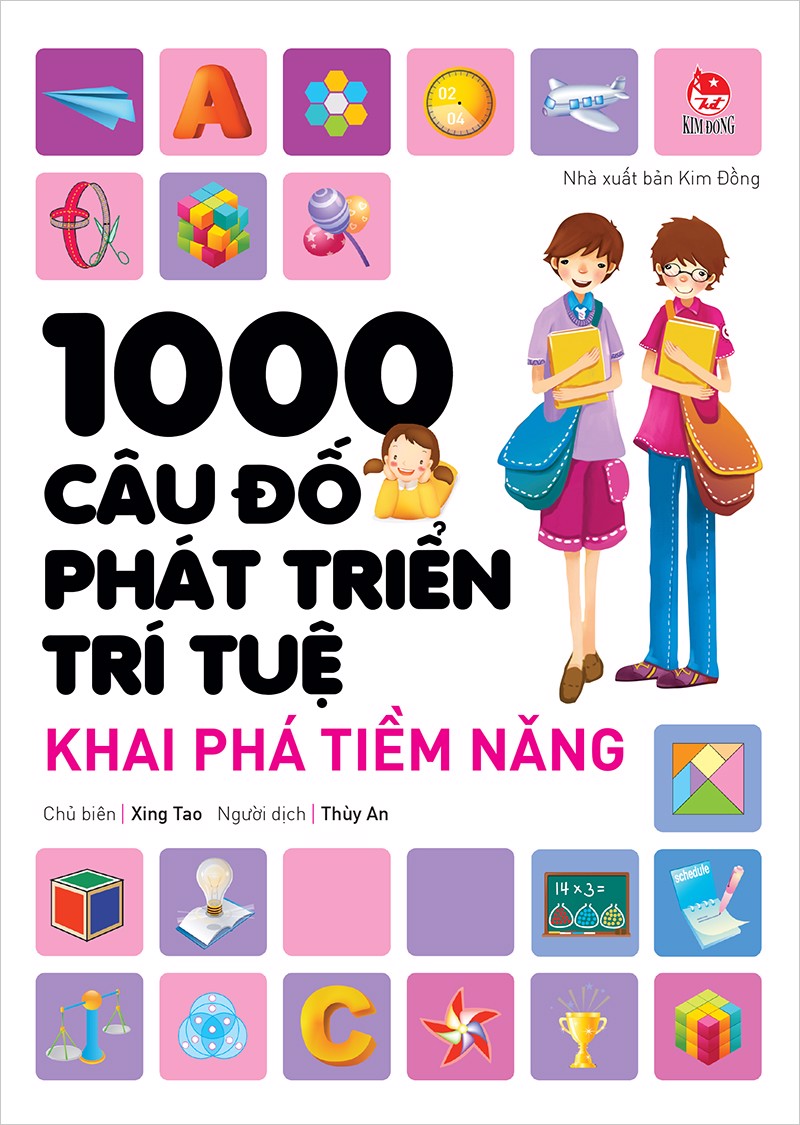 A
02
04
Tét
KIM ĐỒNG
Nhà xuất bản Kim Đồng
1000
CÂU ĐỐ
PHÁT TRIỂN
TRÍ TUỆ
KHAI PHÁ TIỀM NĂNG
Chủ biên | Xing Tao Người dịch | Thùy An
14 x 3 =
schedule
C